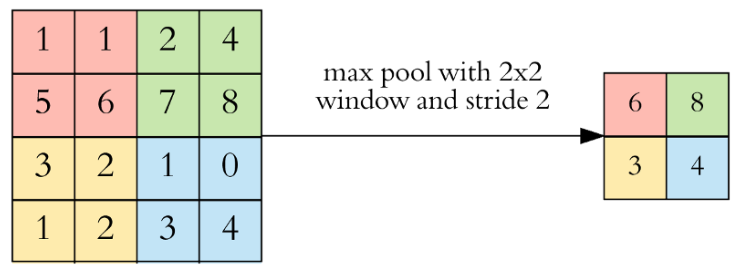 1 1 2 4
5 6 7 8
3 2 1 0
1 2 3 4
max pool with 2x2
window and stride 2
6 8
3 4